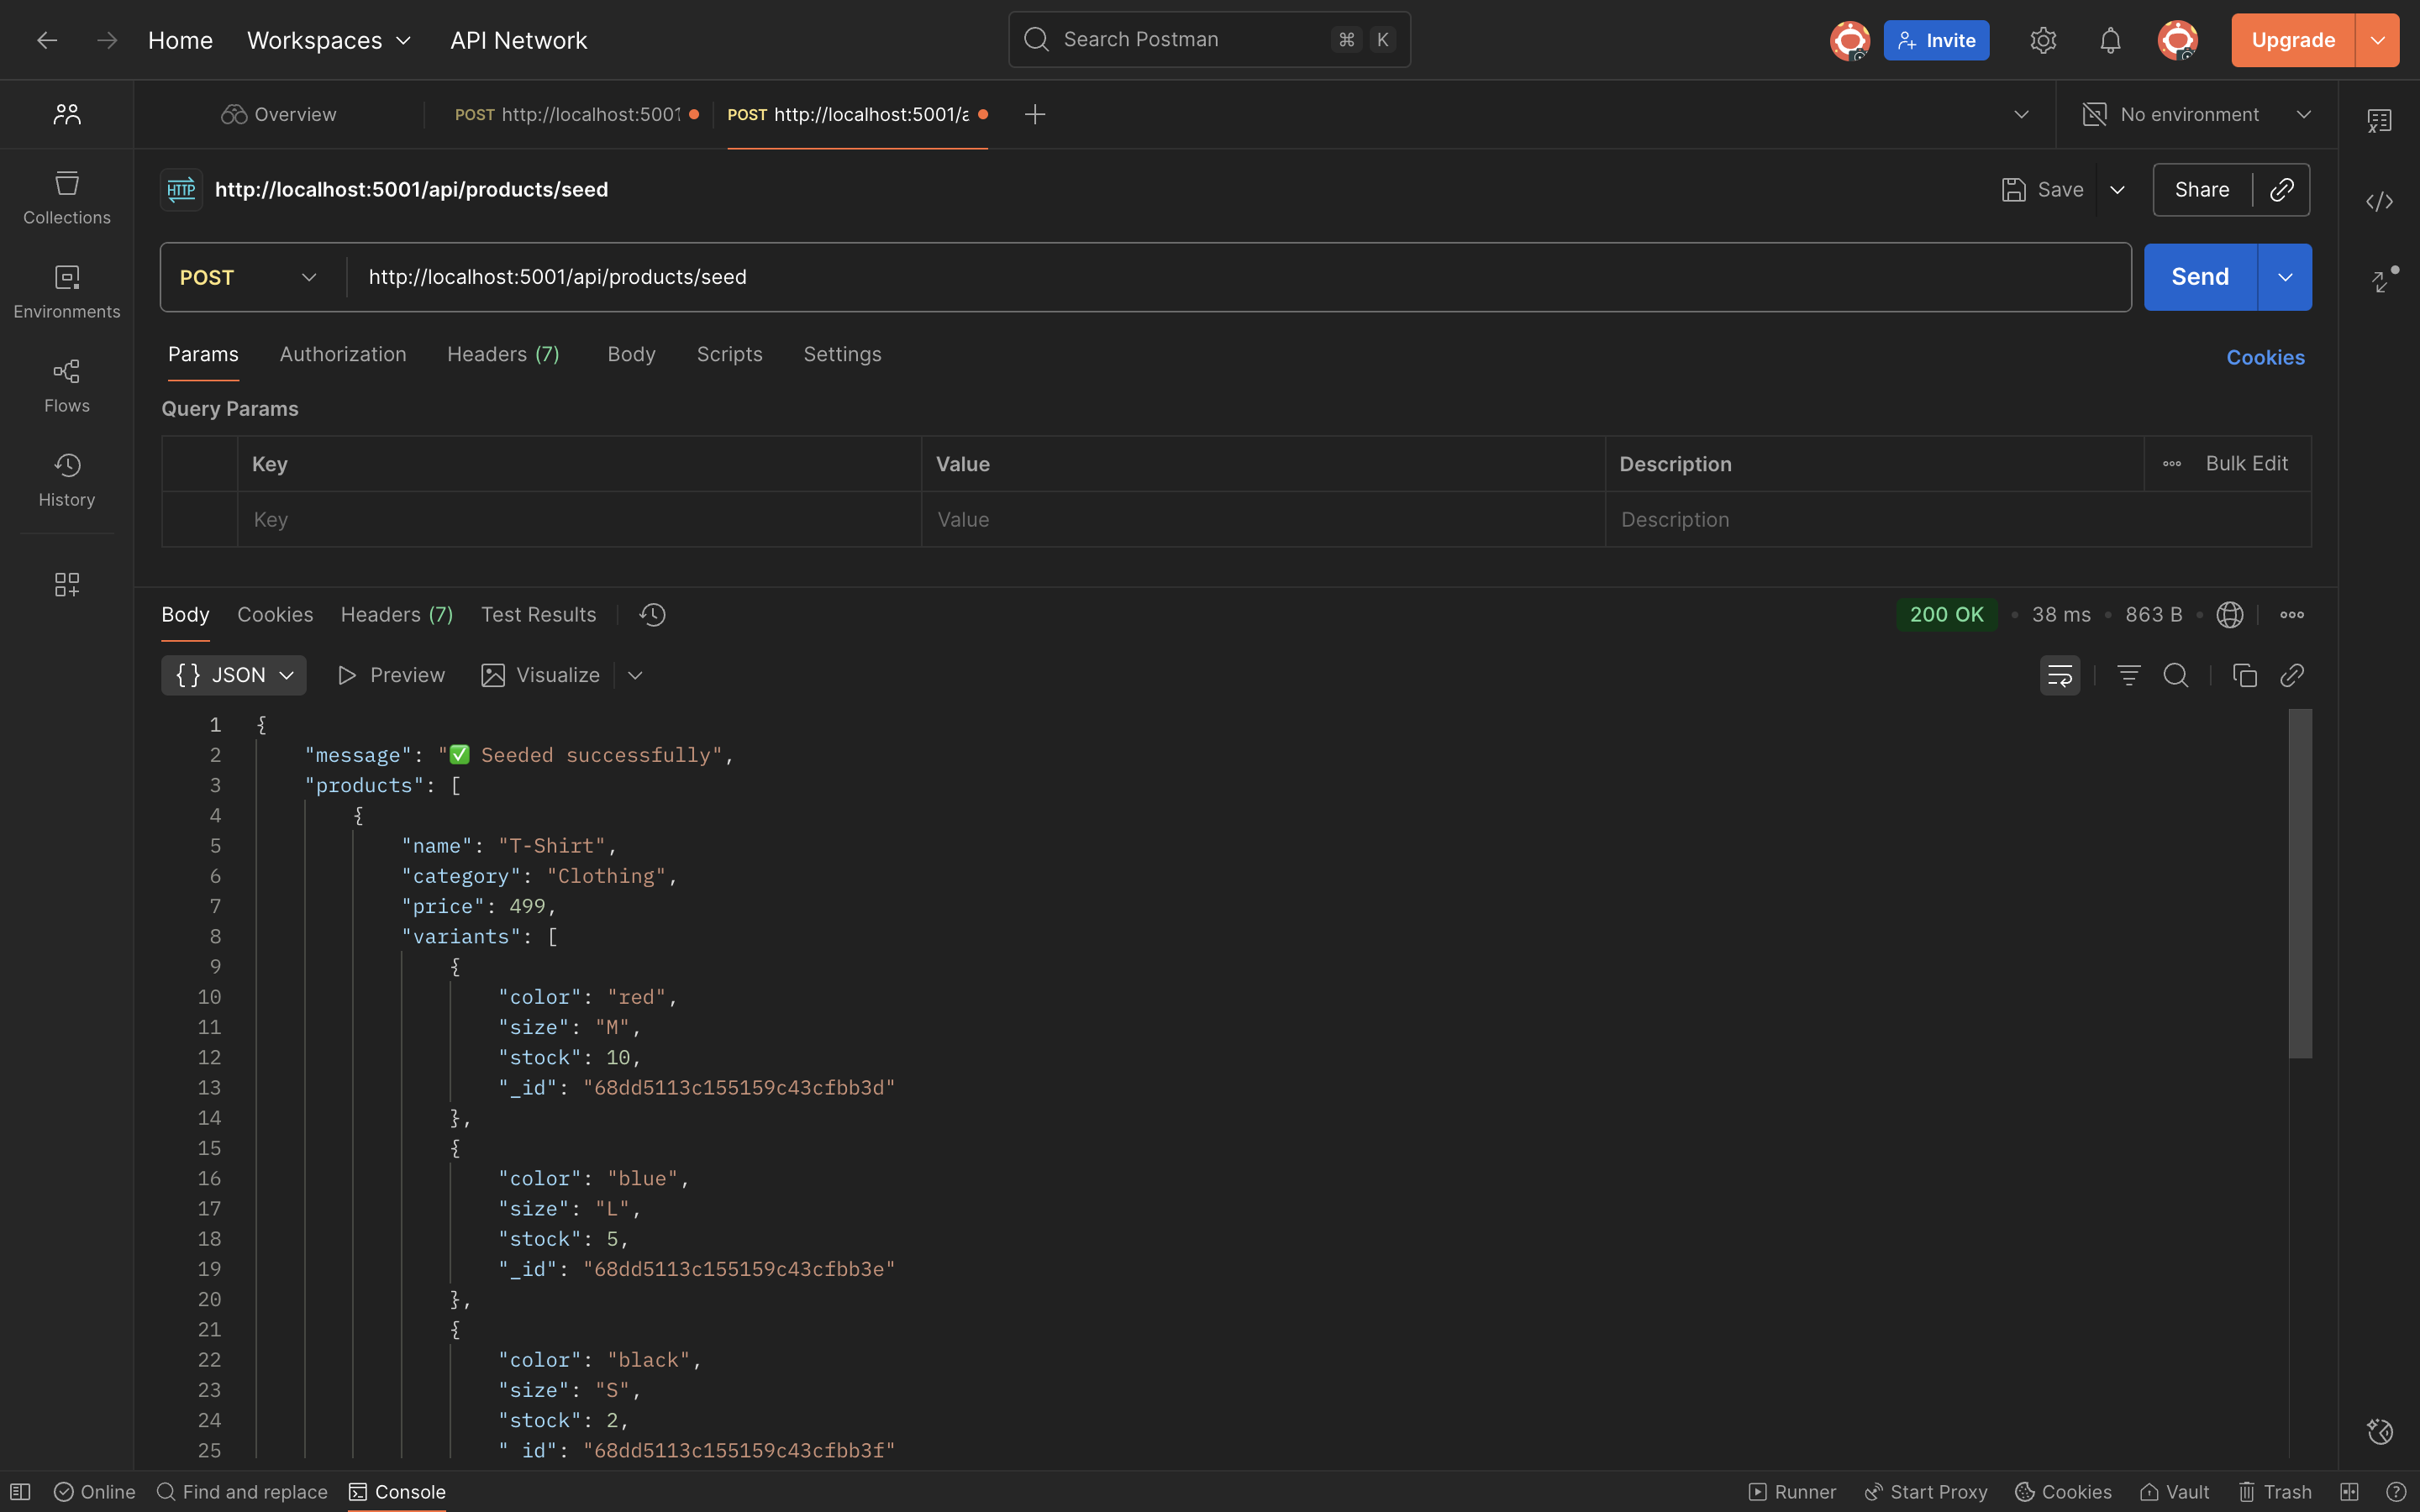 Home Workspaces API Network Search Postman ⌘ K Invite Upgrade
Overview POST http://localhost:5001 POST http://localhost:5001/a No environment
HTTP http://localhost:5001/api/products/seed Save Share
POST http://localhost:5001/api/products/seed Send
Collections
Environments
Flows
History
Params Authorization Headers (7) Body Scripts Settings Cookies
Query Params
Key Value Description Bulk Edit
Key Value Description
Body Cookies Headers (7) Test Results 200 OK 38 ms 863 B
{} JSON Preview Visualize
1 {
2 "message": "✅ Seeded successfully",
3 "products": [
4 {
5 "name": "T-Shirt",
6 "category": "Clothing",
7 "price": 499,
8 "variants": [
9 {
10 "color": "red",
11 "size": "M",
12 "stock": 10,
13 "_id": "68dd5113c155159c43cfbb3d"
14 },
15 {
16 "color": "blue",
17 "size": "L",
18 "stock": 5,
19 "_id": "68dd5113c155159c43cfbb3e"
20 },
21 {
22 "color": "black",
23 "size": "S",
24 "stock": 2,
25 "_id": "68dd5113c155159c43cfbb3f"
Online Find and replace Console Runner Start Proxy Cookies Vault Trash